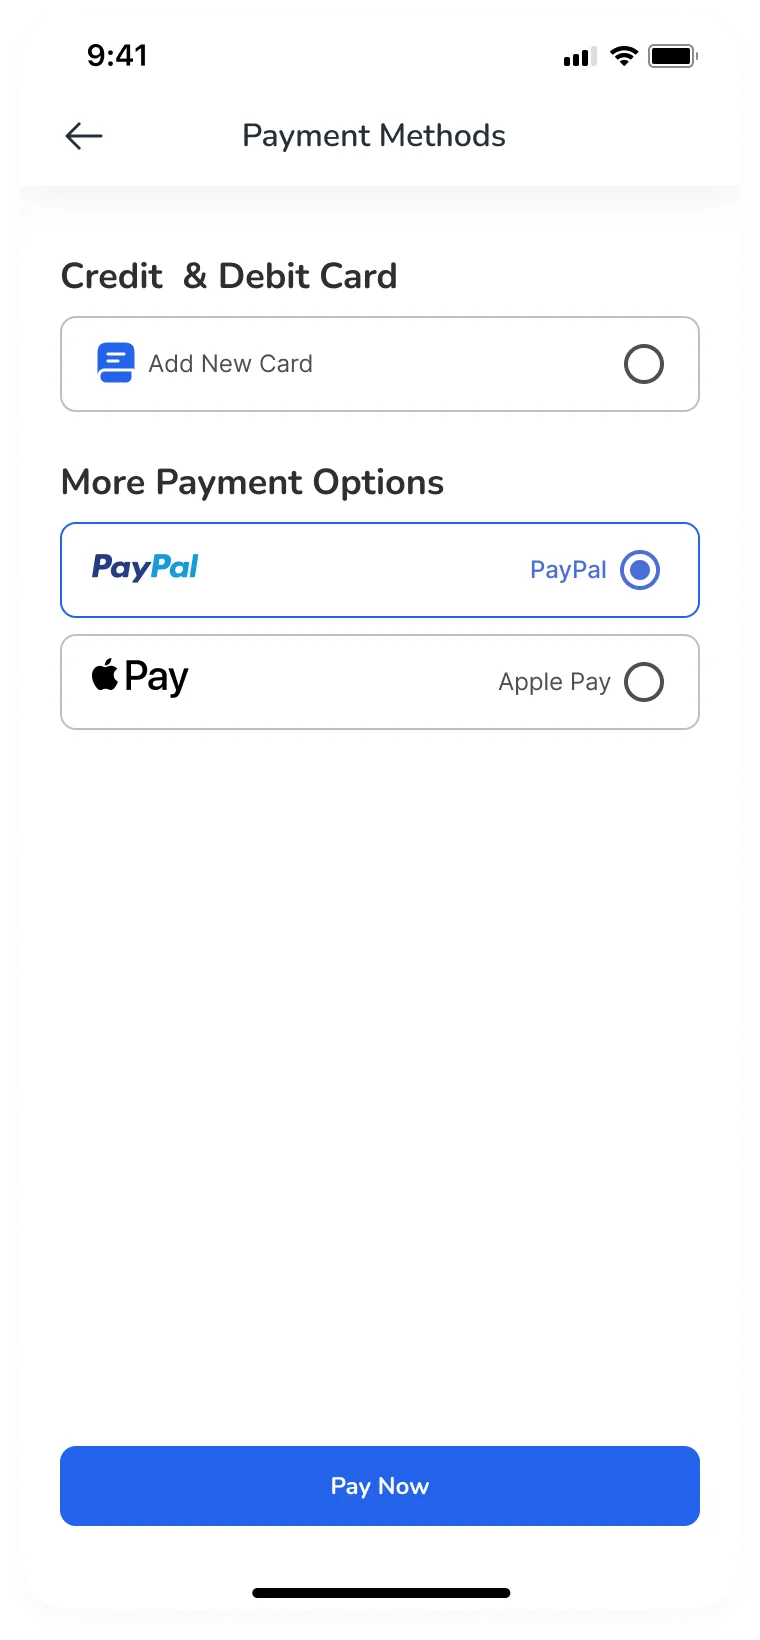 9:41
Payment Methods
Credit  & Debit Card
Add New Card
More Payment Options
PayPal PayPal
Pay Apple Pay
Pay Now